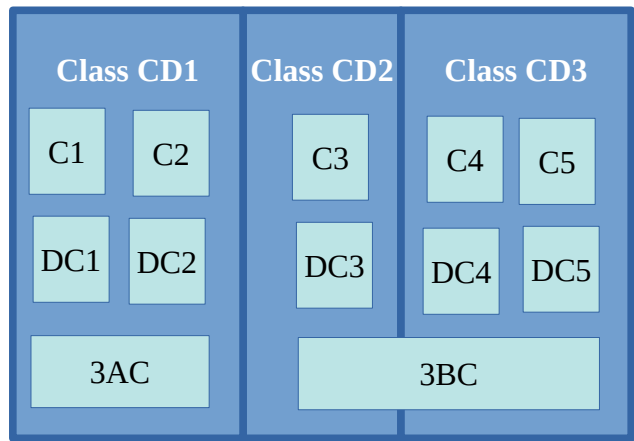 Class CD1 Class CD2 Class CD3
C1 C2 C3 C4 C5
DC1 DC2 DC3 DC4 DC5
3AC 3BC